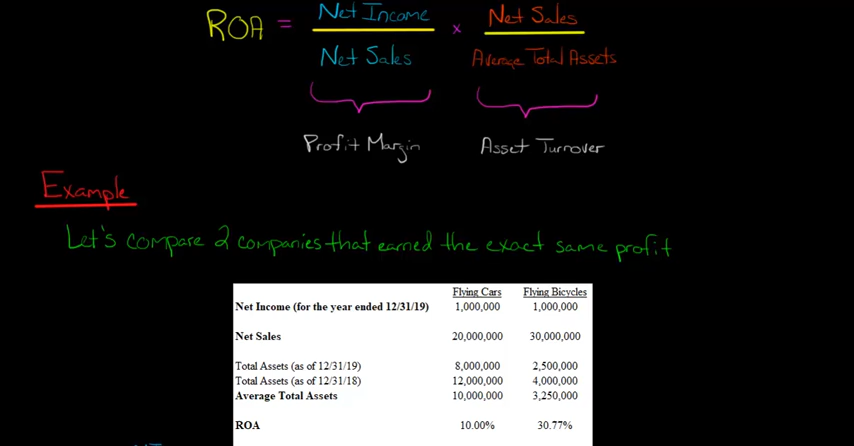 ROA = Net Income / Net Sales × Net Sales / Average Total Assets
Profit Margin Asset Turnover
Example
Let's compare 2 companies that earned the exact same profit
Flying Cars Flying Bicycles
Net Income (for the year ended 12/31/19) 1,000,000 1,000,000
Net Sales 20,000,000 30,000,000
Total Assets (as of 12/31/19) 8,000,000 2,500,000
Total Assets (as of 12/31/18) 12,000,000 4,000,000
Average Total Assets 10,000,000 3,250,000
ROA 10.00% 30.77%